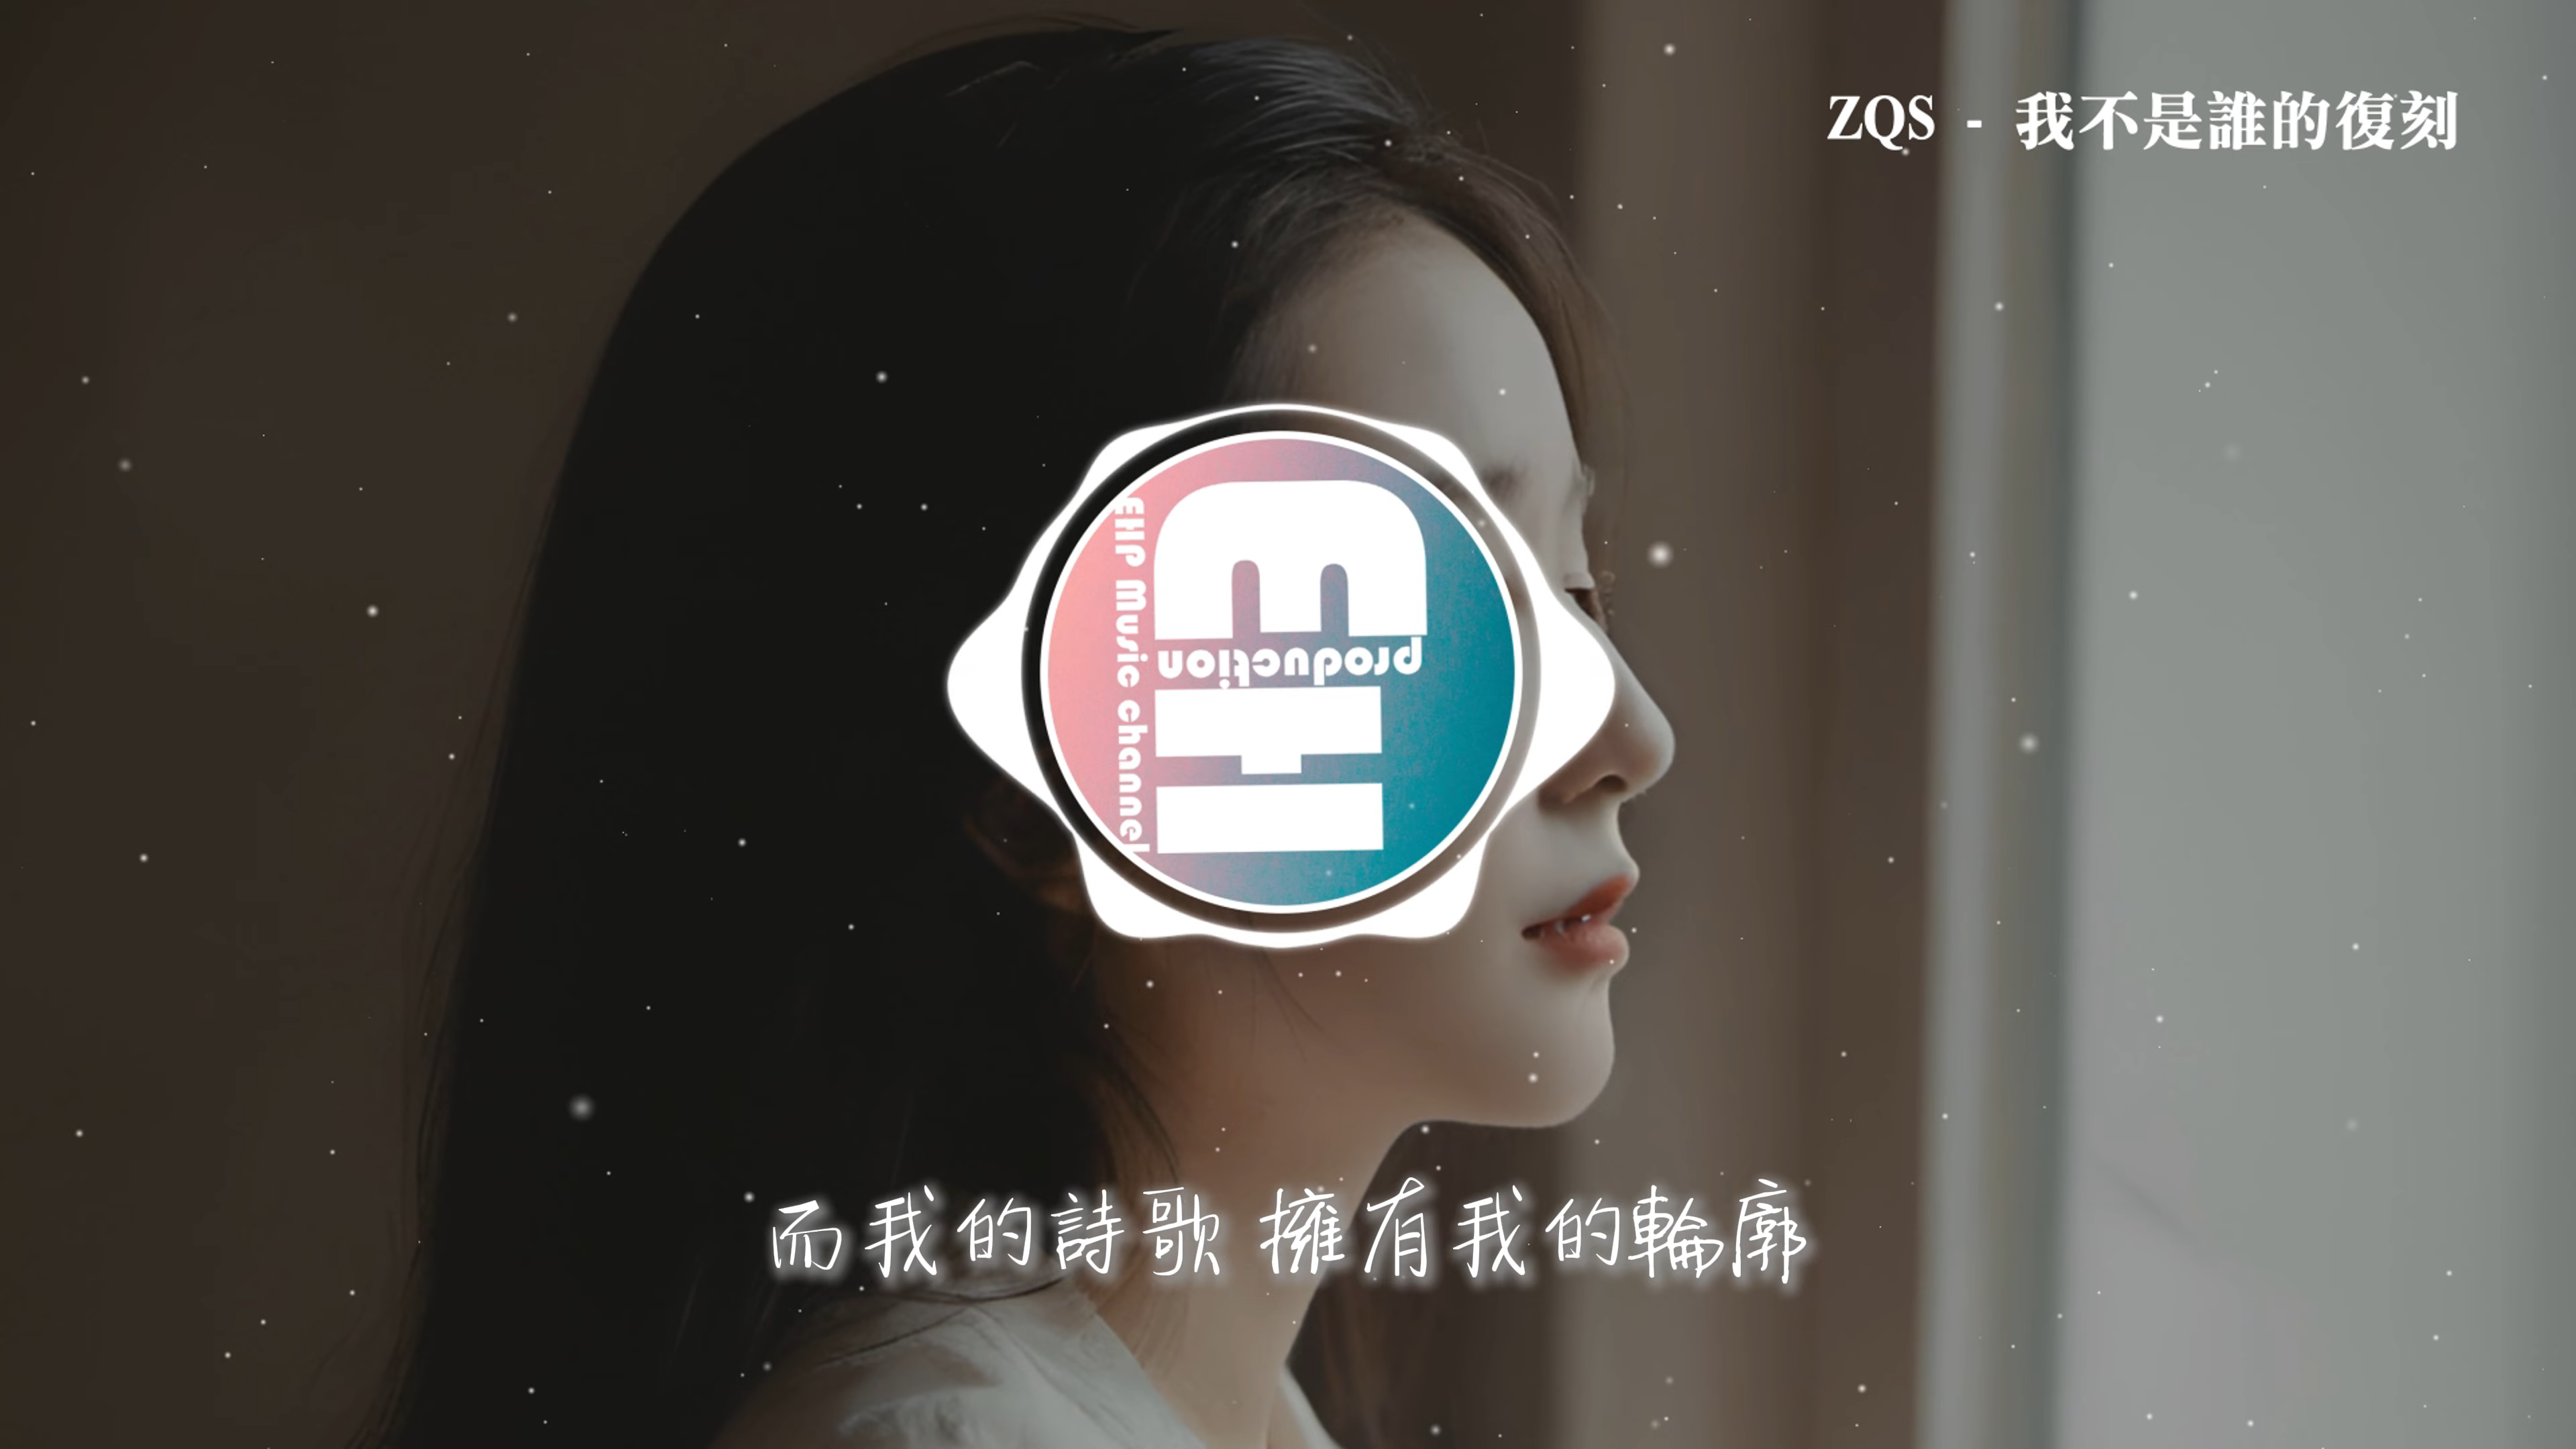 ZQS - 我不是誰的復刻
EHP Music channel
E
production
H
而我的詩歌 擁有我的輪廓